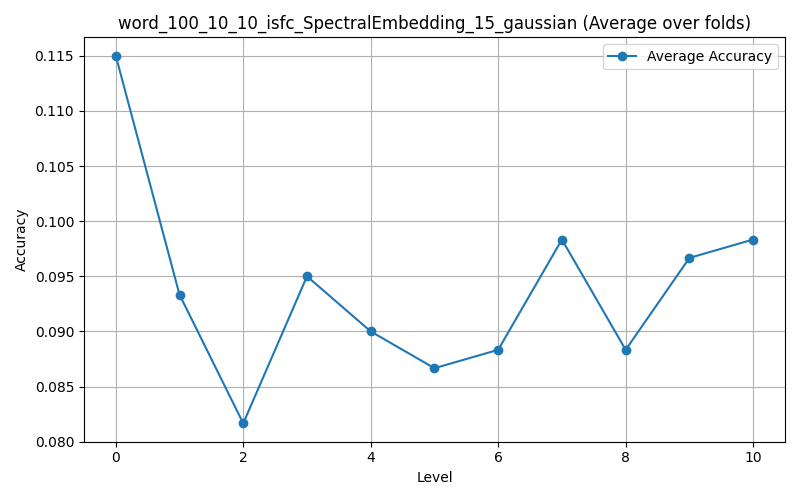 word_100_10_10_isfc_SpectralEmbedding_15_gaussian (Average over folds)
Average Accuracy
0.115
0.110
0.105
0.100
0.095
0.090
0.085
0.080
Accuracy
0 2 4 6 8 10
Level